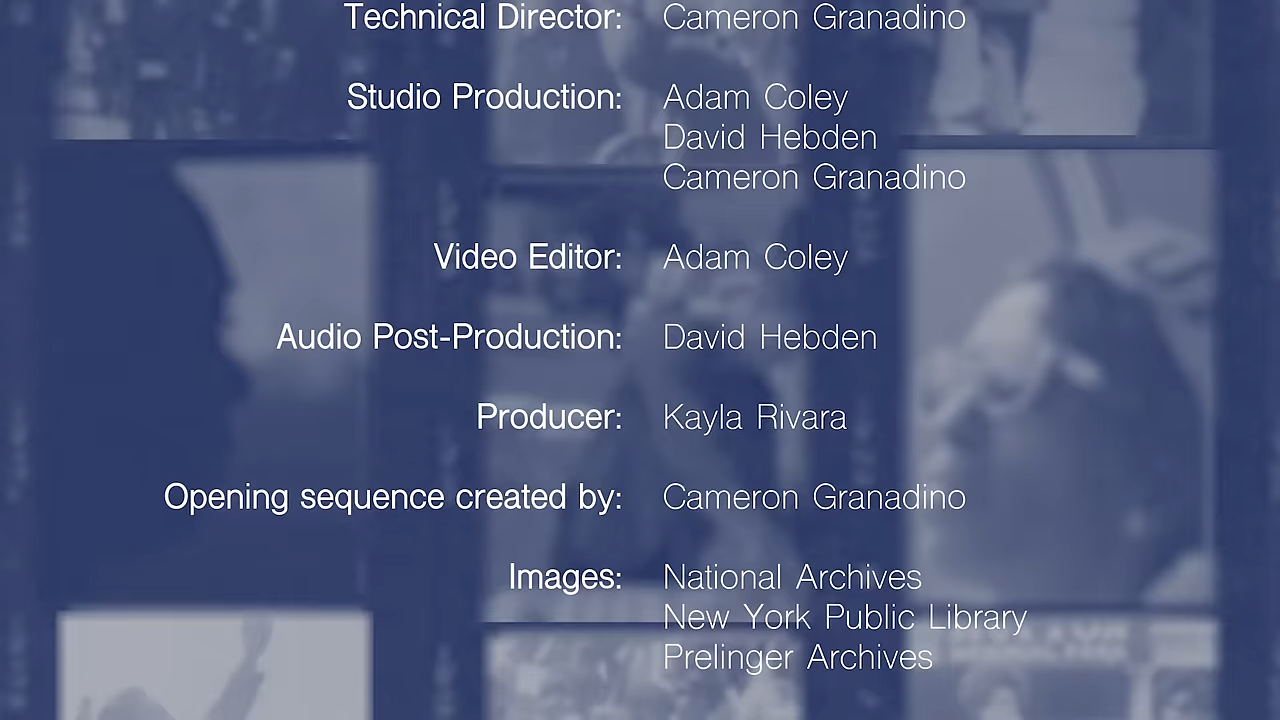 Technical Director: Cameron Granadino
Studio Production: Adam Coley
David Hebden
Cameron Granadino
Video Editor: Adam Coley
Audio Post-Production: David Hebden
Producer: Kayla Rivara
Opening sequence created by: Cameron Granadino
Images: National Archives
New York Public Library
Prelinger Archives